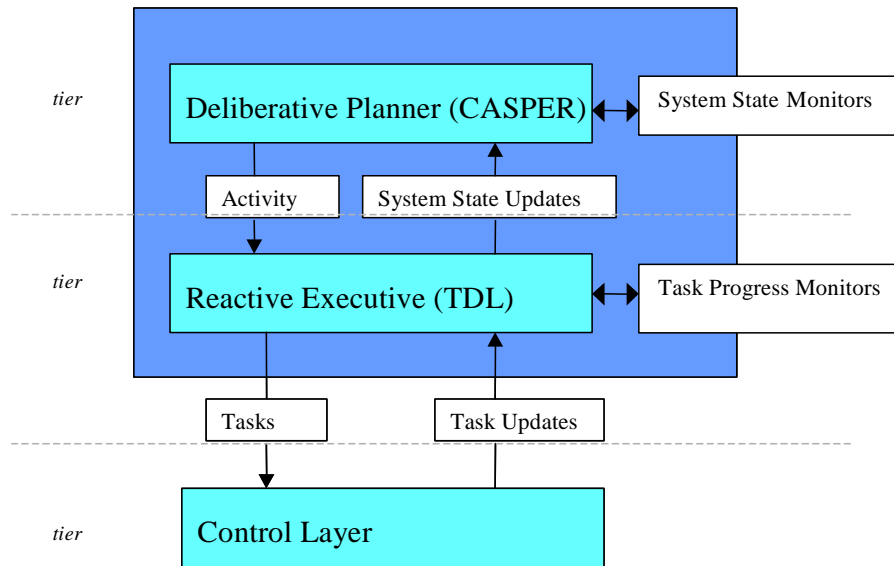 tier
Deliberative Planner (CASPER)
System State Monitors
Activity
System State Updates
tier
Reactive Executive (TDL)
Task Progress Monitors
Tasks
Task Updates
tier
Control Layer